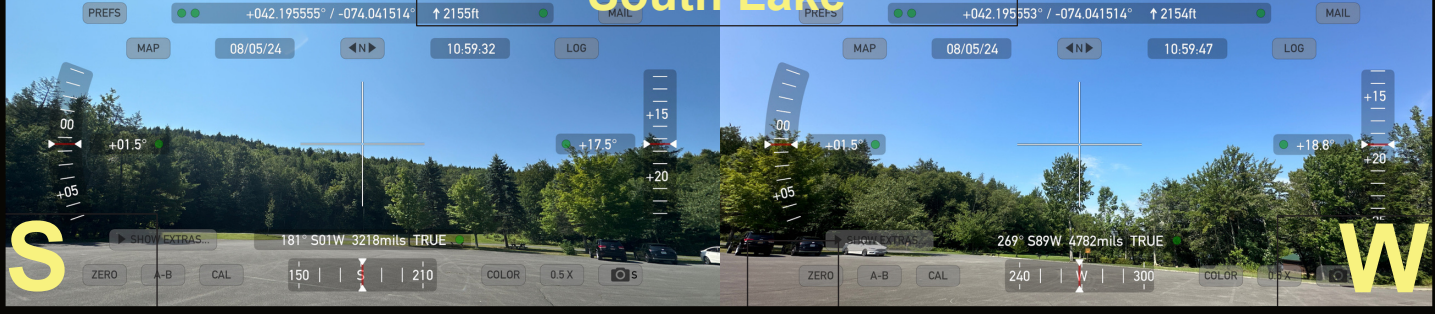 South Lake
PREFS +042.195555° / -074.041514° ↑ 2155ft MAIL
MAP 08/05/24 ◀N▶ 10:59:32 LOG
+15
00
+01.5° +17.5°
+20
+05
S
▶ SHOW EXTRAS... 181° S01W 3218mils TRUE
ZERO A-B CAL 150 S 210 COLOR 0.5 X S
PREFS +042.195553° / -074.041514° ↑ 2154ft MAIL
MAP 08/05/24 ◀N▶ 10:59:47 LOG
+15
00
+01.5° +18.8°
+20
+05
W
▶ SHOW EXTRAS... 269° S89W 4782mils TRUE
ZERO A-B CAL 240 W 300 COLOR